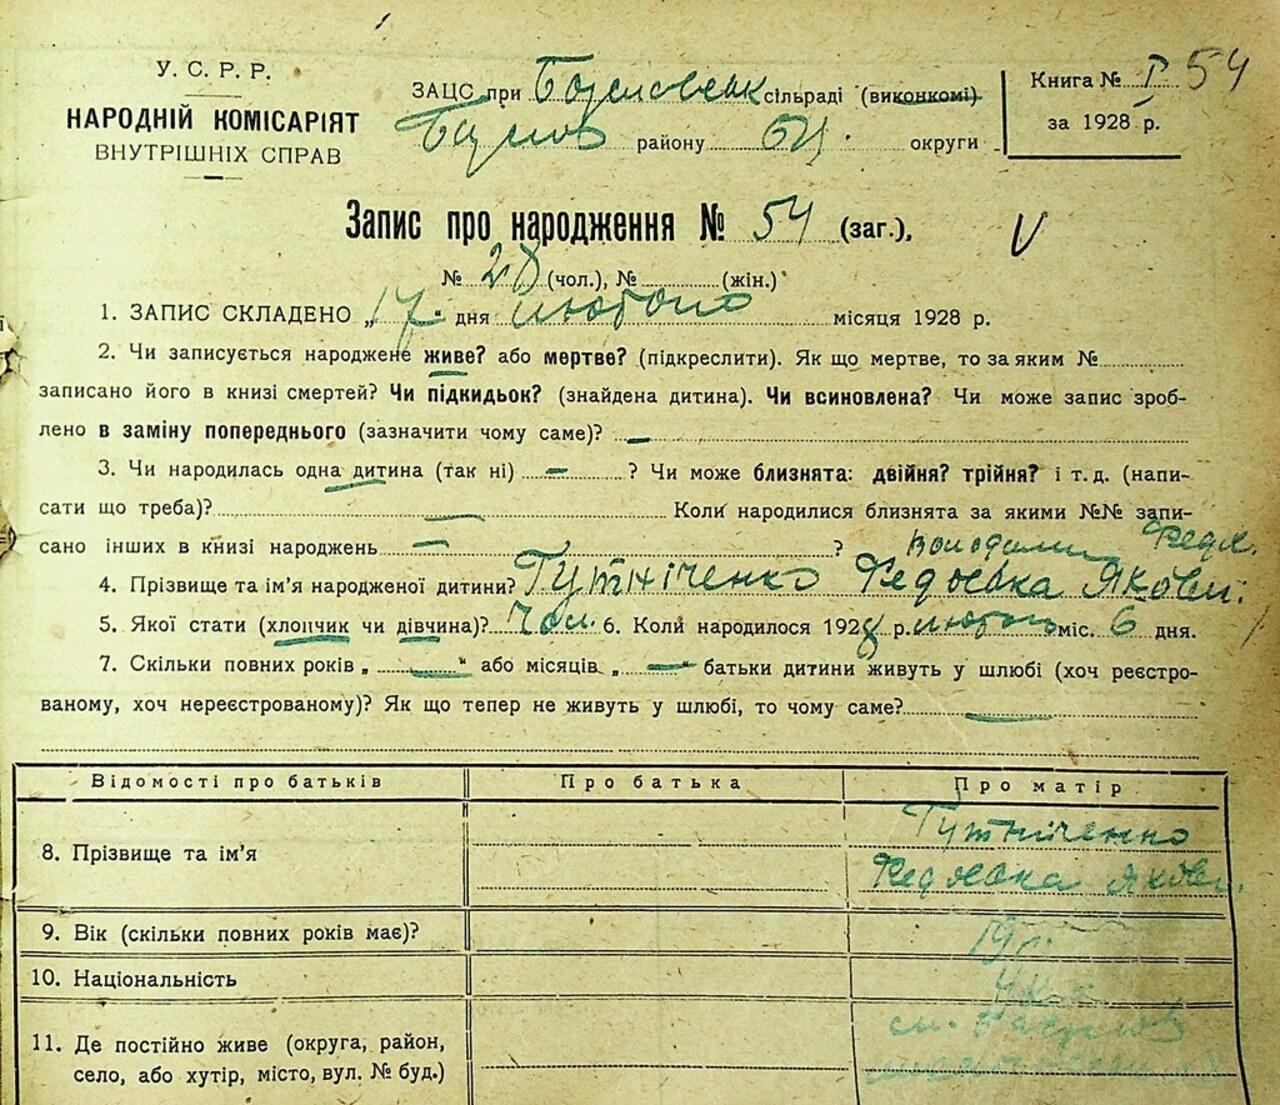 У. С. Р. Р.
НАРОДНІЙ КОМІСАРІЯТ
ВНУТРІШНІХ СПРАВ
ЗАЦС при сільраді (виконкомі)
району округи
Книга № I 54
за 1928 р.
Запис про народження № 54 (заг.),
№ 28 (чол.), № (жін.)
1. ЗАПИС СКЛАДЕНО „17“ дня лютого місяця 1928 р.
2. Чи записується народжене живе? або мертве? (підкреслити). Як що мертве, то за яким №
записано його в книзі смертей? Чи підкидьок? (знайдена дитина). Чи всиновлена? Чи може запис зроб-
лено в заміну попереднього (зазначити чому саме)? —
3. Чи народилась одна дитина (так ні) — ? Чи може близнята: двійня? трійня? і т. д. (напи-
сати що треба)? — Коли народилися близнята за якими №№ запи-
сано інших в книзі народжень — ?
4. Прізвище та ім’я народженої дитини? Гутніченко
5. Якої стати (хлопчик чи дівчина)? Чол. 6. Коли народилося 1928 р. лютого міс. 6 дня.
7. Скільки повних років „ — “ або місяців „ — “ батьки дитини живуть у шлюбі (хоч реєстро-
ваному, хоч нереєстрованому)? Як що тепер не живуть у шлюбі, то чому саме? —
Відомості про батьків Про батька Про матір
8. Прізвище та ім’я Гутніченко
9. Вік (скільки повних років має)? 19 р.
10. Національність Укр.
11. Де постійно живе (округа, район,
село, або хутір, місто, вул. № буд.)